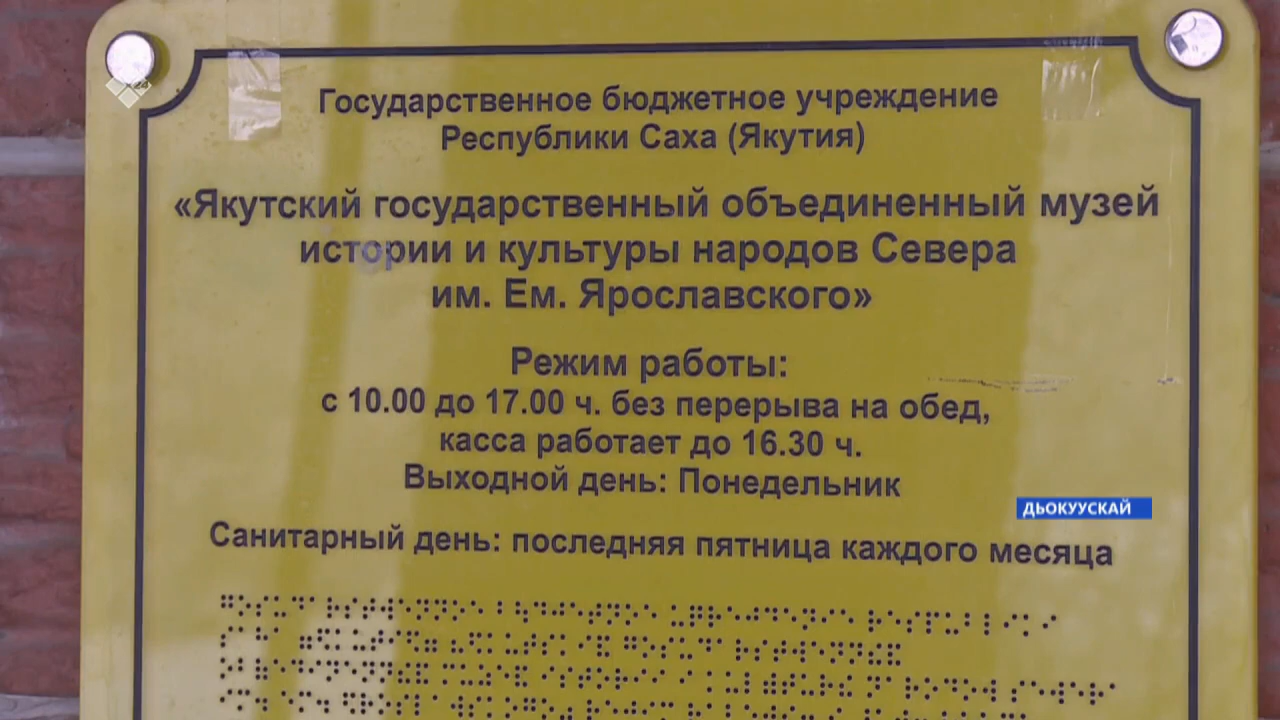 Государственное бюджетное учреждение
Республики Саха (Якутия)
«Якутский государственный объединенный музей
истории и культуры народов Севера
им. Ем. Ярославского»
Режим работы:
с 10.00 до 17.00 ч. без перерыва на обед,
касса работает до 16.30 ч.
Выходной день: Понедельник
ДЬОКУУСКАЙ
Санитарный день: последняя пятница каждого месяца